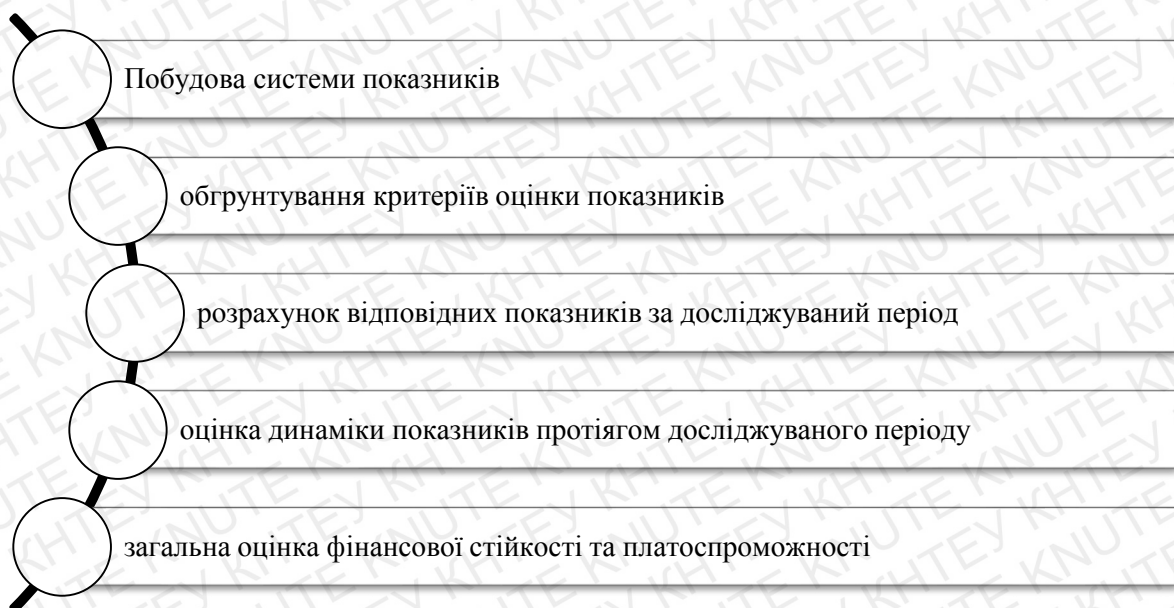 Побудова системи показників
обгрунтування критеріїв оцінки показників
розрахунок відповідних показників за досліджуваний період
оцінка динаміки показників протіягом досліджуваного періоду
загальна оцінка фінансової стійкості та платоспроможності